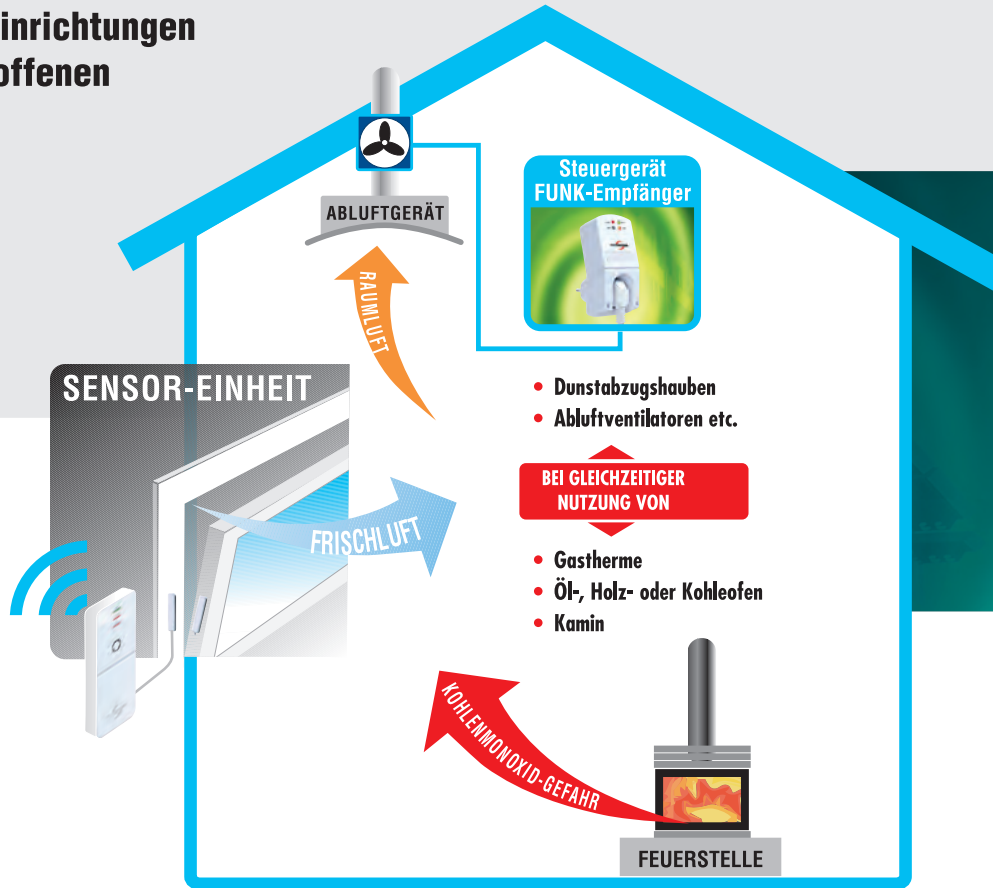 inrichtungen
offenen
Steuergerät
FUNK-Empfänger
ABLUFTGERÄT
RAUMLUFT
SENSOR-EINHEIT
• Dunstabzugshauben
• Abluftventilatoren etc.
BEI GLEICHZEITIGER
NUTZUNG VON
FRISCHLUFT
• Gastherme
• Öl-, Holz- oder Kohleofen
• Kamin
KOHLENMONOXID-GEFAHR
FEUERSTELLE